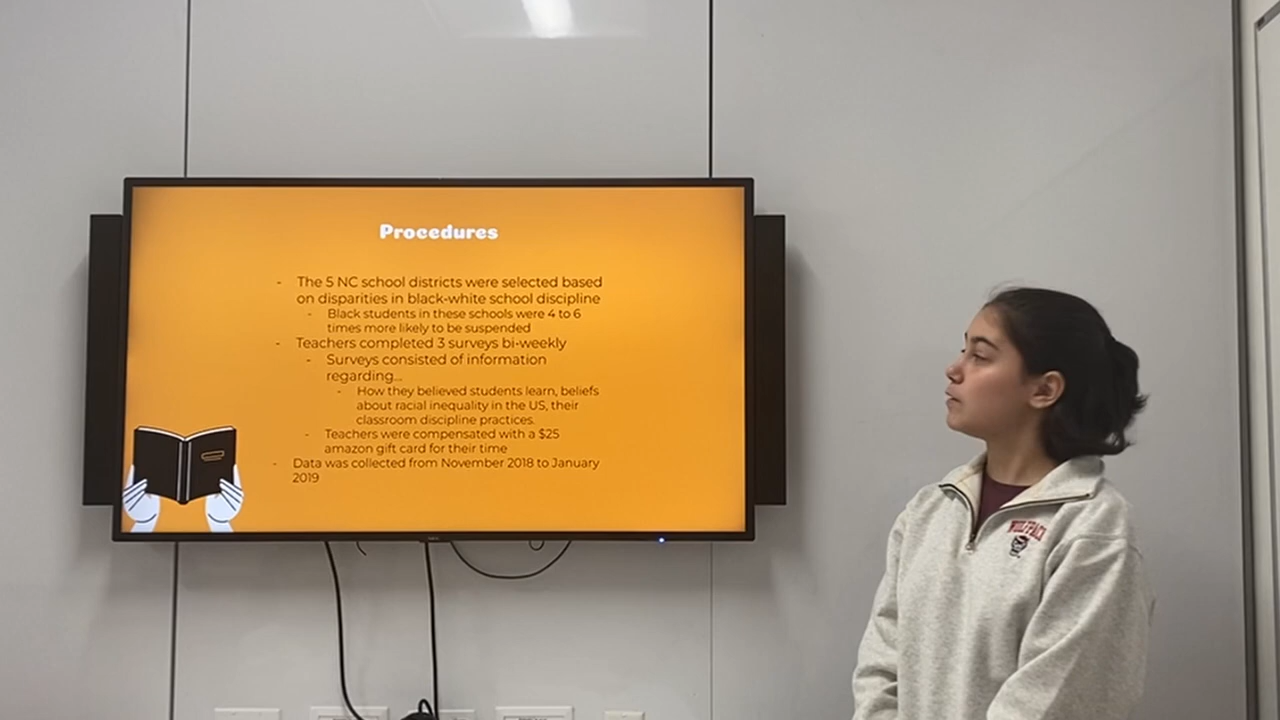 Procedures
- The 5 NC school districts were selected based
on disparities in black-white school discipline
- Black students in these schools were 4 to 6
times more likely to be suspended
- Teachers completed 3 surveys bi-weekly
- Surveys consisted of information
regarding...
- How they believed students learn, beliefs
about racial inequality in the US, their
classroom discipline practices.
- Teachers were compensated with a $25
amazon gift card for their time
- Data was collected from November 2018 to January
2019
WOLFPACK